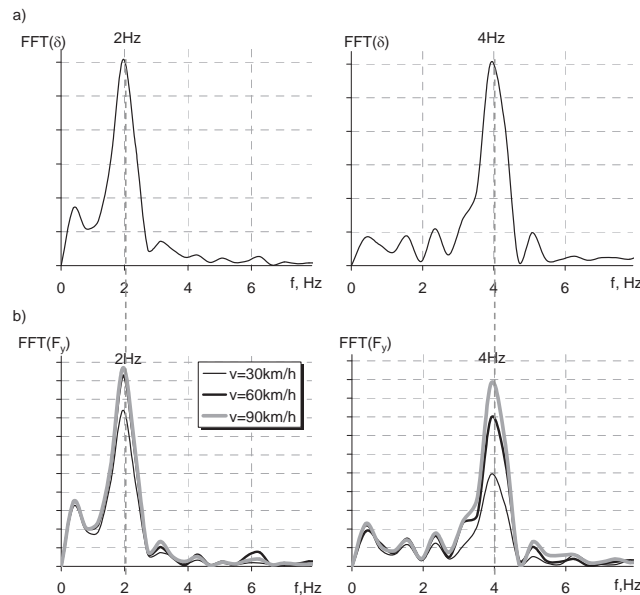 a)
FFT(δ) 2Hz FFT(δ) 4Hz
0 2 4 6 f, Hz 0 2 4 6 f, Hz
b)
FFT(Fy) 2Hz FFT(Fy) 4Hz
v=30km/h
v=60km/h
v=90km/h
0 2 4 6 f,Hz 0 2 4 6 f,Hz